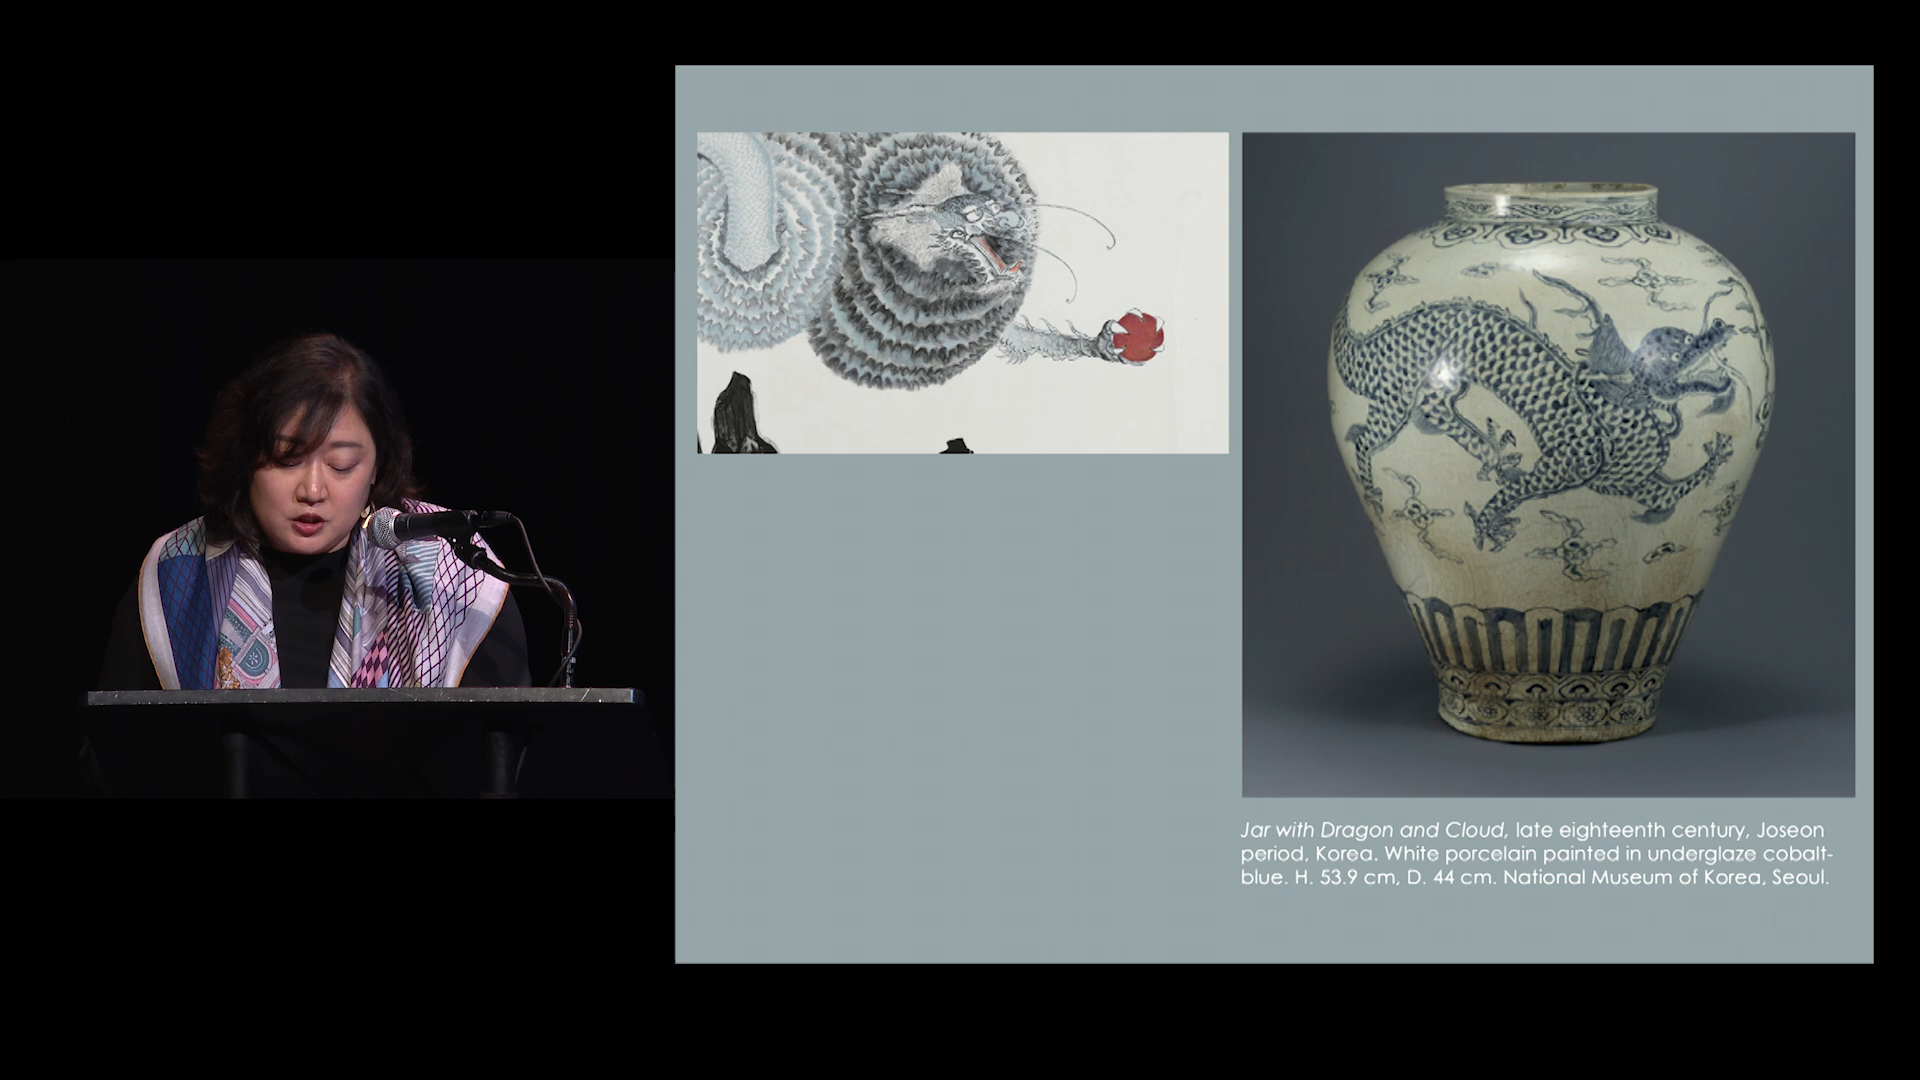 Jar with Dragon and Cloud, late eighteenth century, Joseon
period, Korea. White porcelain painted in underglaze cobalt-
blue. H. 53.9 cm, D. 44 cm. National Museum of Korea, Seoul.